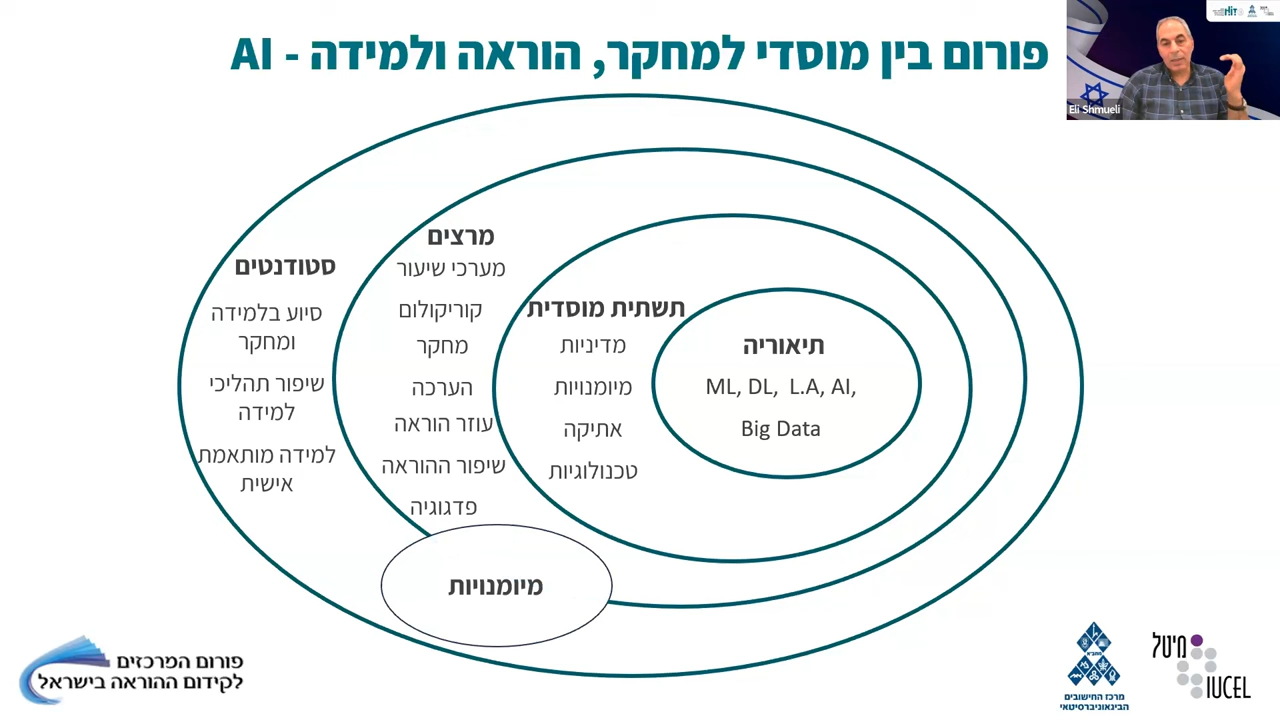 פורום בין מוסדי למחקר, הוראה ולמידה - AI
Eli Shmueli
סטודנטים
סיוע בלמידה
ומחקר
שיפור תהליכי
למידה
למידה מותאמת
אישית
מרצים
מערכי שיעור
קוריקולום
מחקר
הערכה
עוזר הוראה
שיפור ההוראה
פדגוגיה
תשתית מוסדית
מדיניות
מיומנויות
אתיקה
טכנולוגיות
תיאוריה
ML, DL, L.A, AI,
Big Data
מיומנויות
פורום המרכזים
לקידום ההוראה בישראל
מרכז החישובים
הבינאוניברסיטאי
מיטל
IUCEL